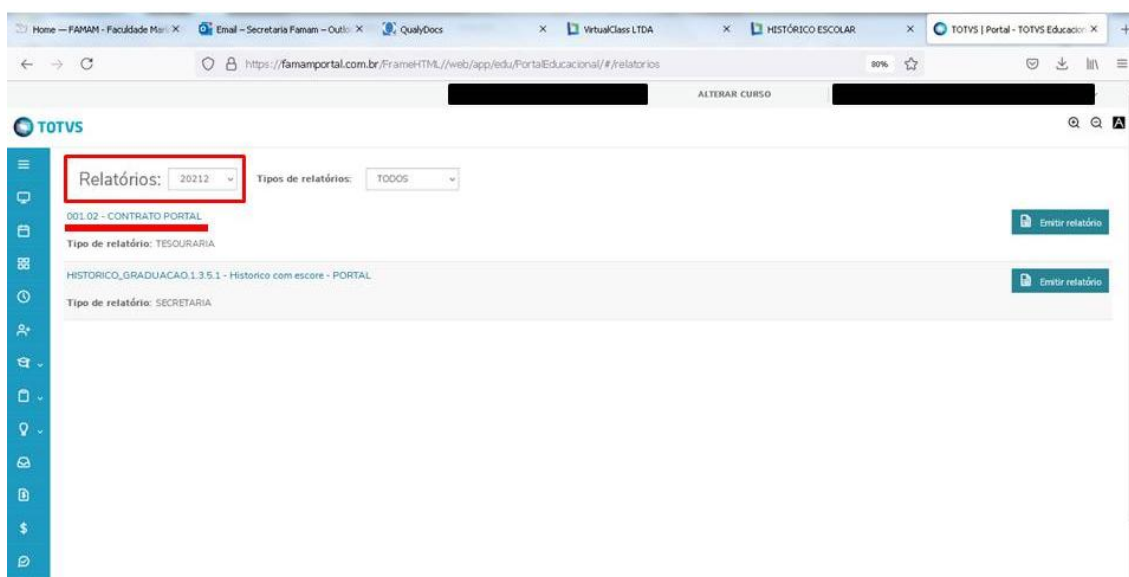 Home — FAMAM - Faculdade Mari
Email – Secretaria Famam – Outlo
QualyDocs
VirtualClass LTDA
HISTÓRICO ESCOLAR
TOTVS | Portal - TOTVS Educacion
https://famamportal.com.br/FrameHTML//web/app/edu/PortalEducacional/#/relatorios
80%
ALTERAR CURSO
TOTVS
A
Relatórios: 20212
Tipos de relatórios: TODOS
001.02 - CONTRATO PORTAL
Emitir relatório
Tipo de relatório: TESOURARIA
HISTORICO_GRADUACAO.1.3.5.1 - Historico com escore - PORTAL
Emitir relatório
Tipo de relatório: SECRETARIA